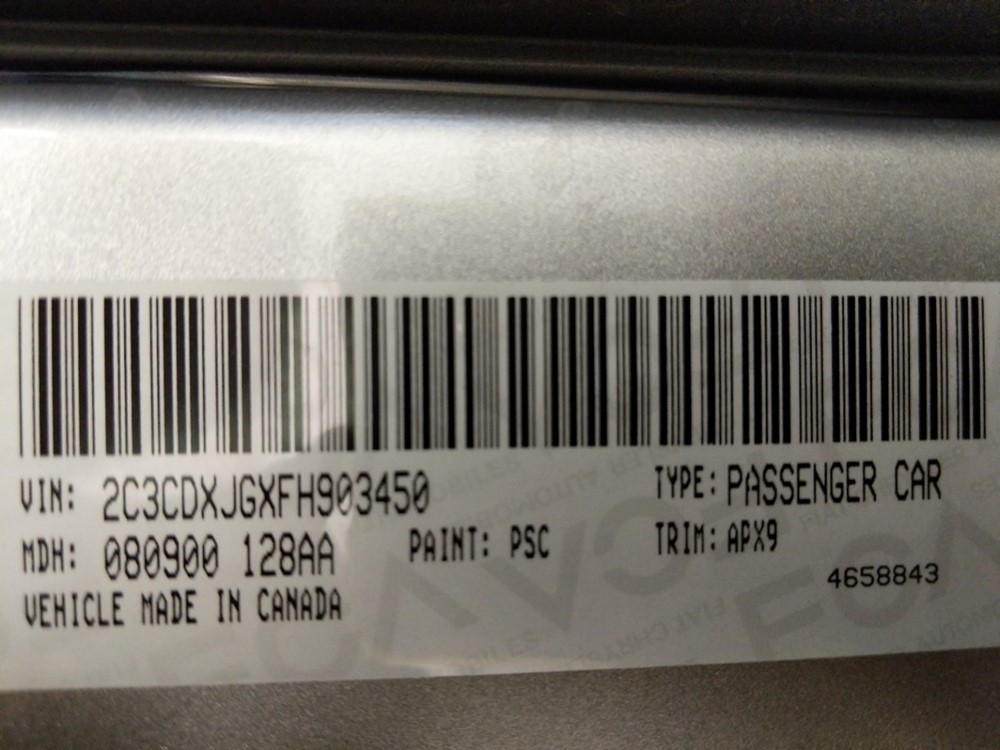 VIN: 2C3CDXJGXFH903450 TYPE: PASSENGER CAR
MDH: 080900 128AA PAINT: PSC TRIM: APX9
4658843
VEHICLE MADE IN CANADA